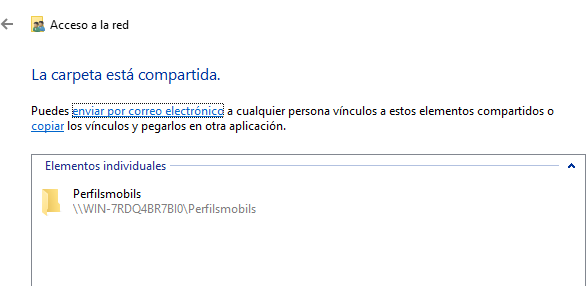 Acceso a la red
La carpeta está compartida.
Puedes enviar por correo electrónico a cualquier persona vínculos a estos elementos compartidos o
copiar los vínculos y pegarlos en otra aplicación.
Elementos individuales
Perfilsmobils
\\WIN-7RDQ4BR7BI0\Perfilsmobils